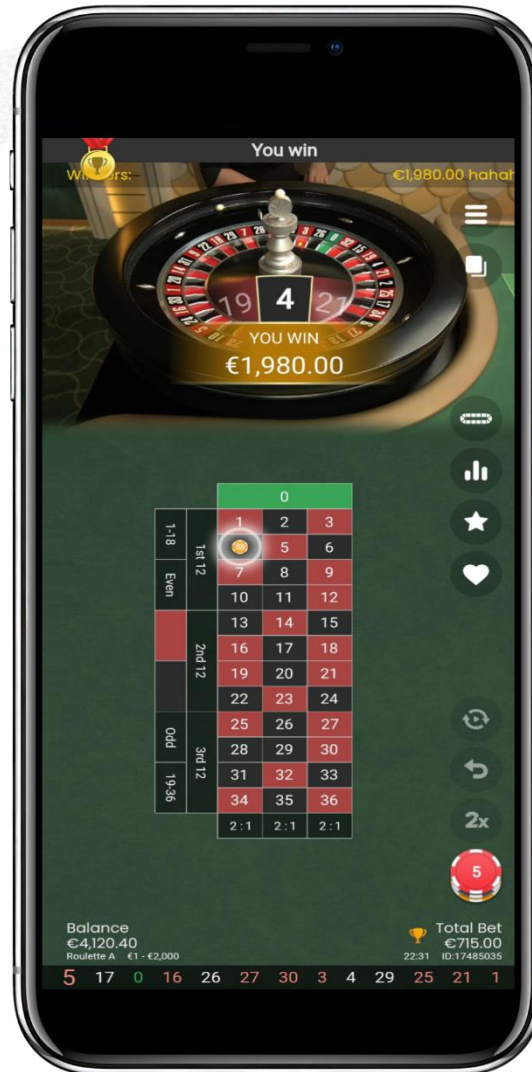 You win
Winners: €1,980.00 hahah
19 4 21
YOU WIN
€1,980.00
0
1 2 3
5 6
7 8 9
10 11 12
13 14 15
16 17 18
19 20 21
22 23 24
25 26 27
28 29 30
31 32 33
34 35 36
2:1 2:1 2:1
1-18
Even
Odd
19-36
1st 12
2nd 12
3rd 12
2x
5
Balance
€4,120.40
Roulette A €1 - €2,000
Total Bet
€715.00
22:31 ID:17485035
5 17 0 16 26 27 30 3 4 29 25 21 1